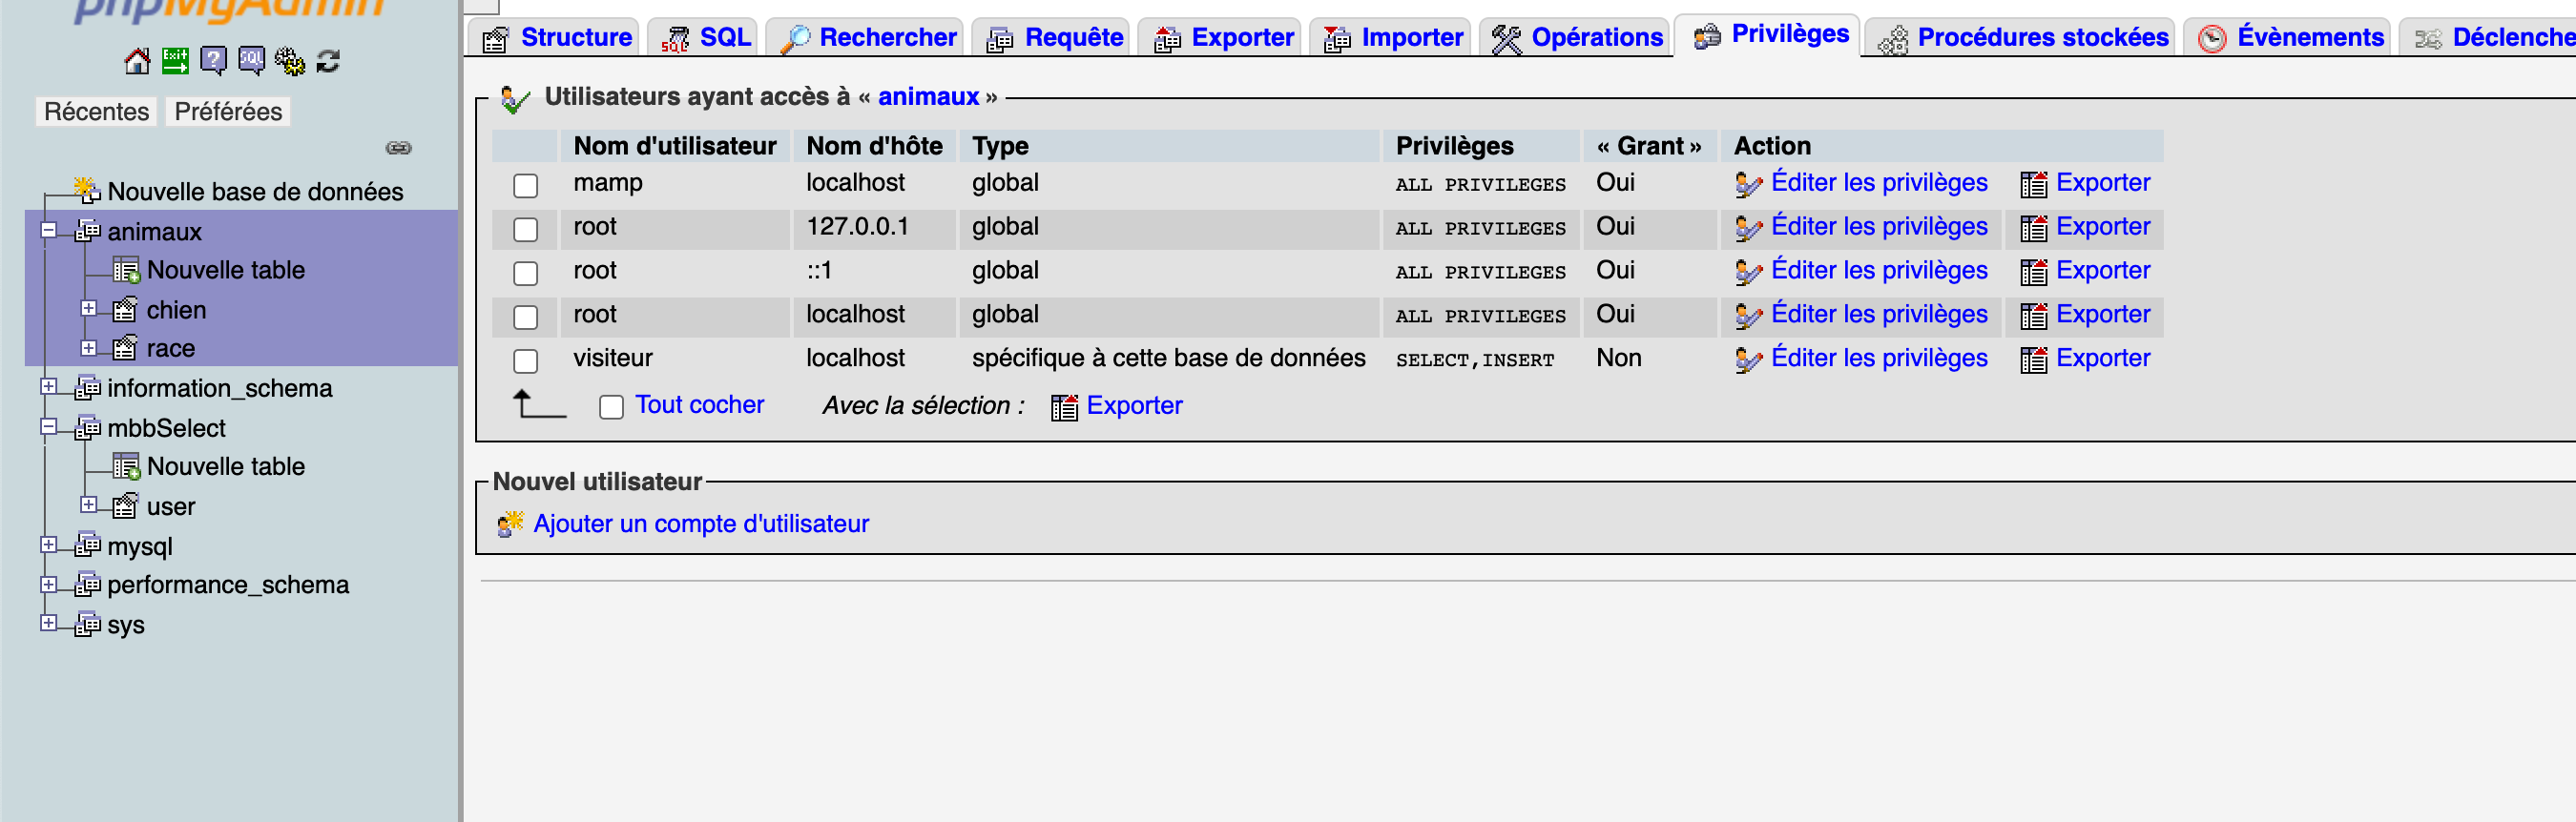 phpMyAdmin
Récentes Préférées
Nouvelle base de données
animaux
Nouvelle table
chien
race
information_schema
mbbSelect
Nouvelle table
user
mysql
performance_schema
sys
Structure SQL Rechercher Requête Exporter Importer Opérations Privilèges Procédures stockées Évènements Déclenche
Utilisateurs ayant accès à « animaux »
Nom d'utilisateur Nom d'hôte Type Privilèges « Grant » Action
mamp localhost global ALL PRIVILEGES Oui Éditer les privilèges Exporter
root 127.0.0.1 global ALL PRIVILEGES Oui Éditer les privilèges Exporter
root ::1 global ALL PRIVILEGES Oui Éditer les privilèges Exporter
root localhost global ALL PRIVILEGES Oui Éditer les privilèges Exporter
visiteur localhost spécifique à cette base de données SELECT,INSERT Non Éditer les privilèges Exporter
Tout cocher Avec la sélection : Exporter
Nouvel utilisateur
Ajouter un compte d'utilisateur